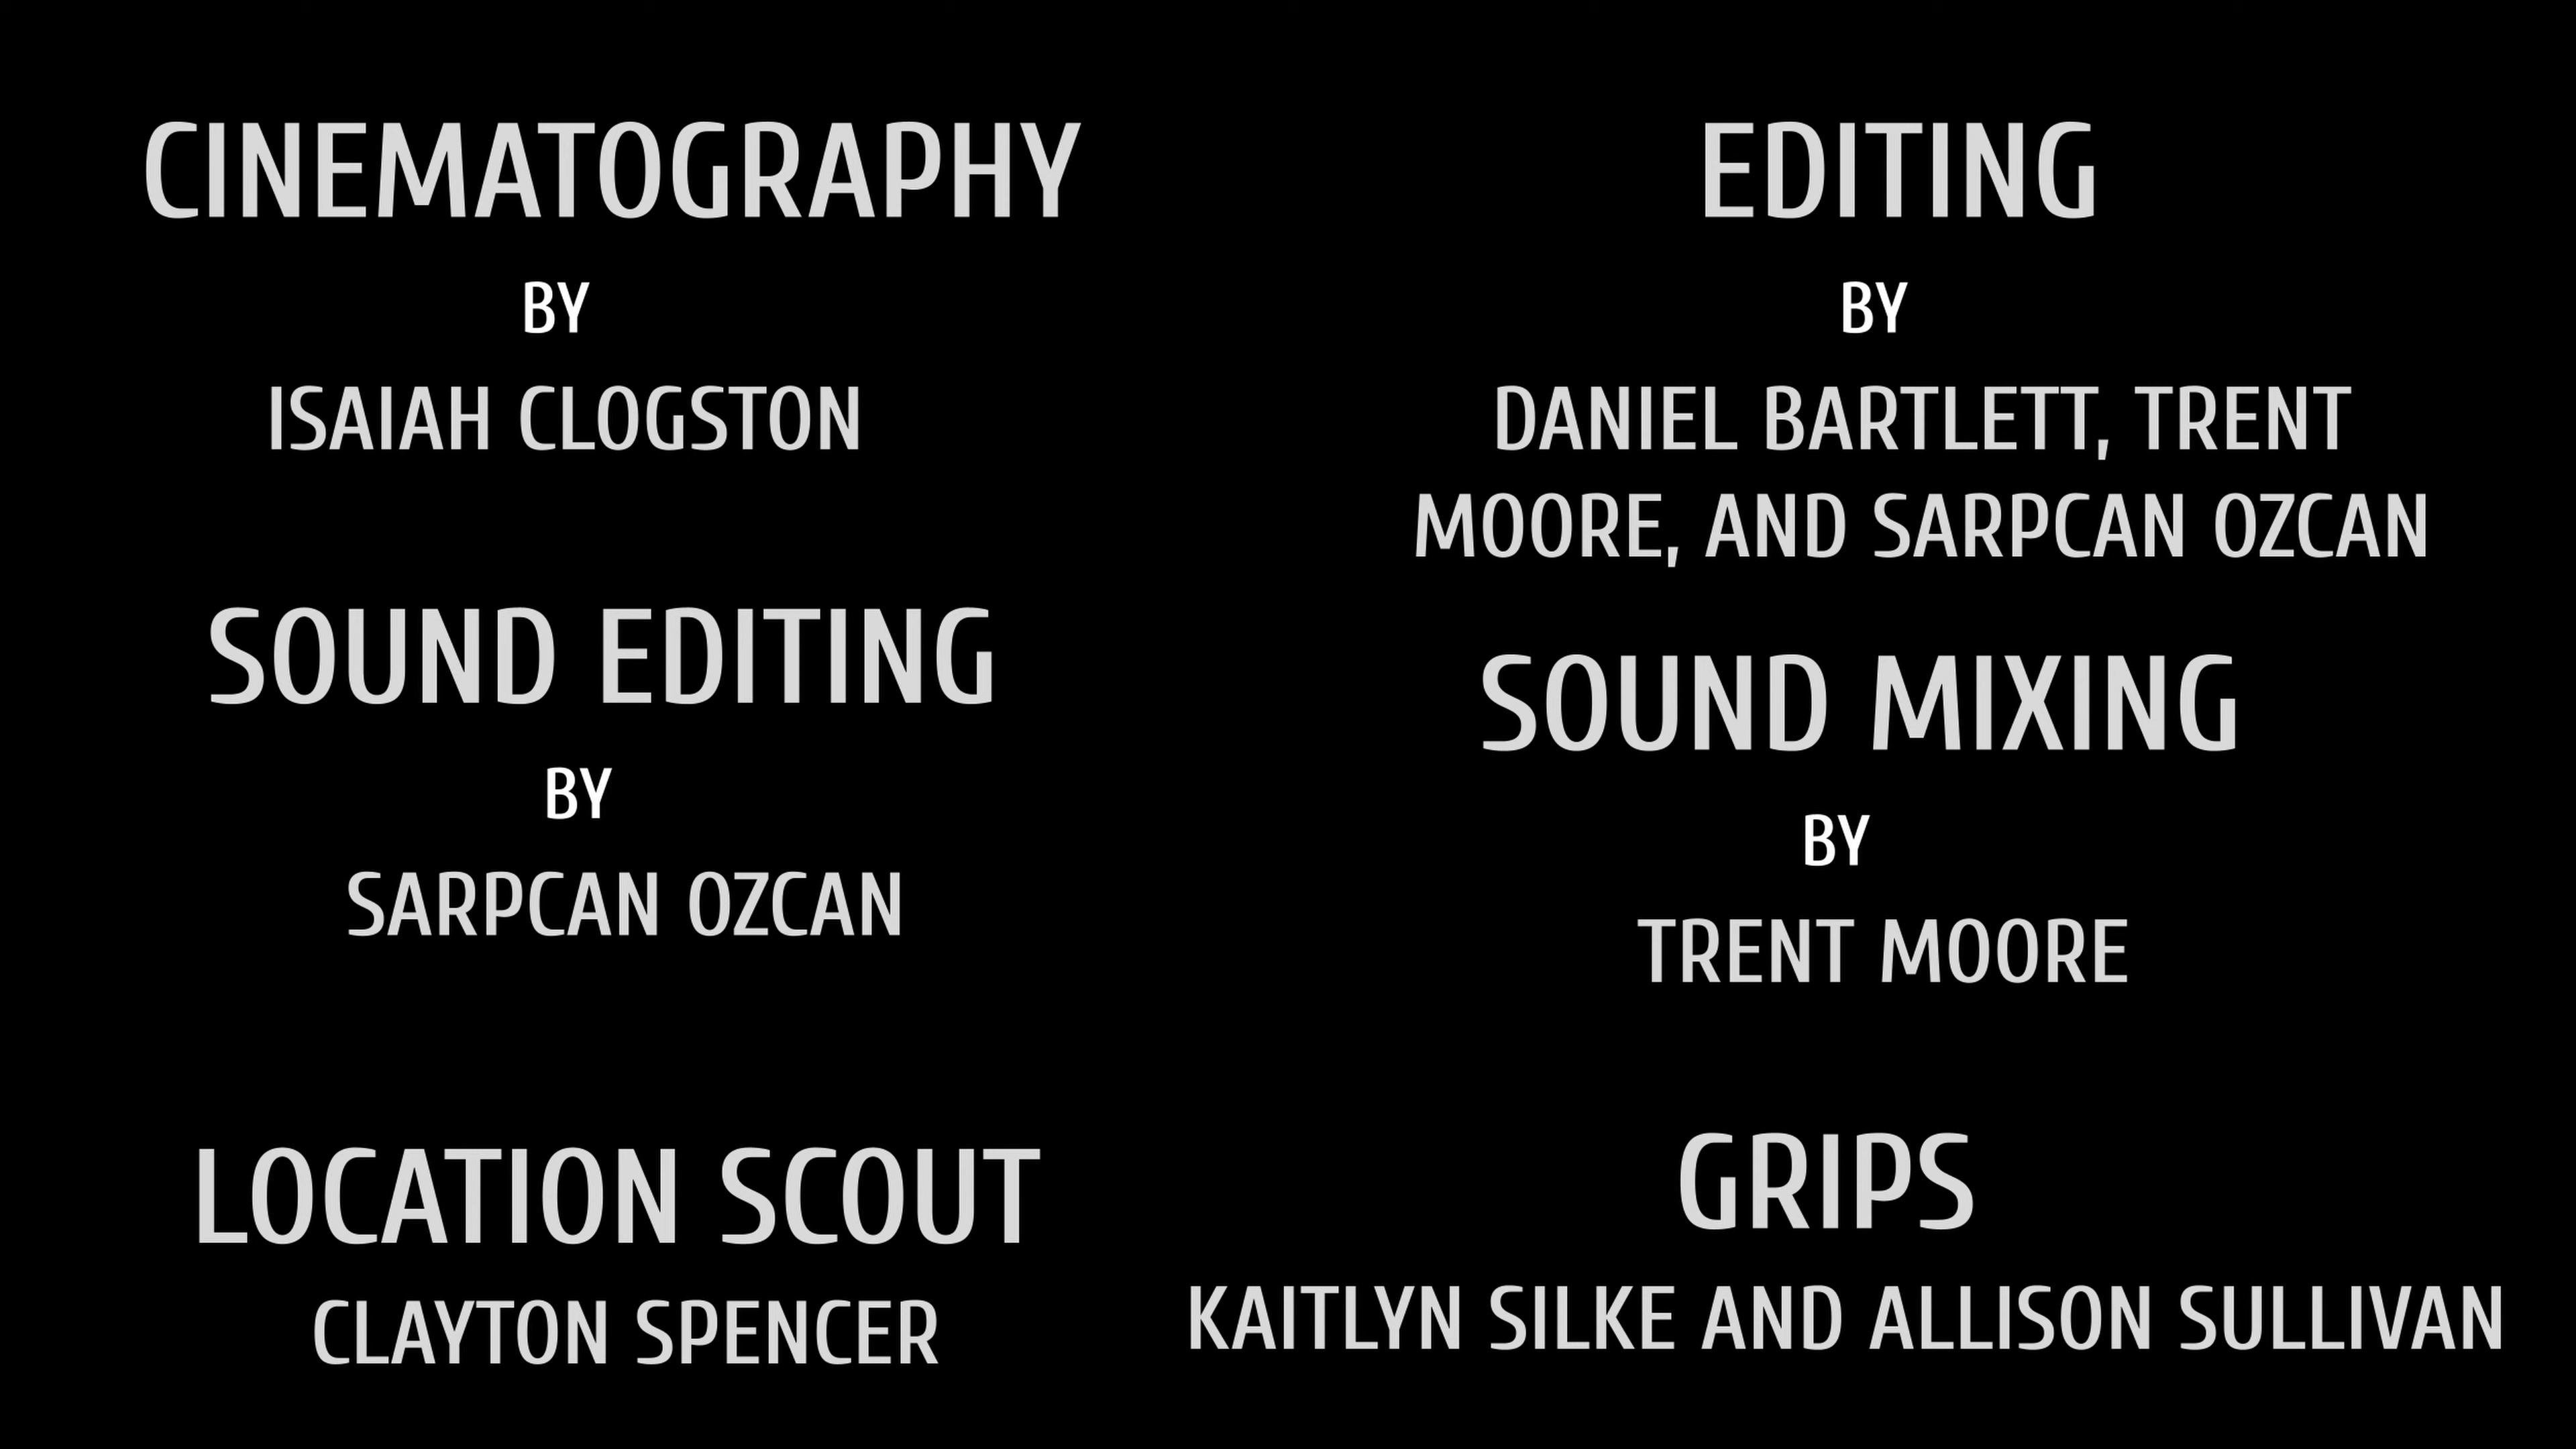 CINEMATOGRAPHY
BY
ISAIAH CLOGSTON
EDITING
BY
DANIEL BARTLETT, TRENT
MOORE, AND SARPCAN OZCAN
SOUND EDITING
BY
SARPCAN OZCAN
SOUND MIXING
BY
TRENT MOORE
LOCATION SCOUT
CLAYTON SPENCER
GRIPS
KAITLYN SILKE AND ALLISON SULLIVAN